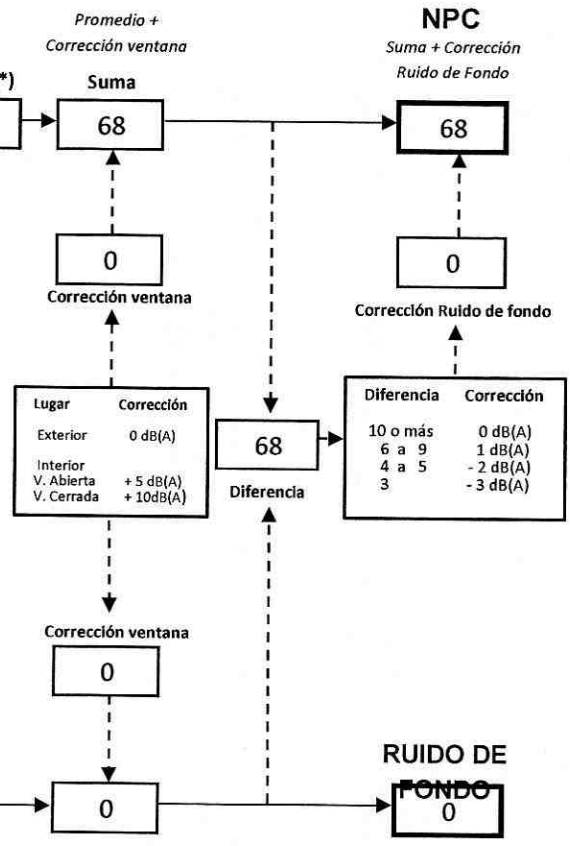 Promedio +
Corrección ventana
NPC
Suma + Corrección
Ruido de Fondo
*)
Suma
68
68
0
Corrección ventana
0
Corrección Ruido de fondo
Lugar Corrección
Exterior 0 dB(A)
Interior
V. Abierta + 5 dB(A)
V. Cerrada + 10dB(A)
68
Diferencia
Diferencia Corrección
10 o más 0 dB(A)
6 a 9 1 dB(A)
4 a 5 - 2 dB(A)
3 - 3 dB(A)
Corrección ventana
0
0
RUIDO DE
FONDO
0